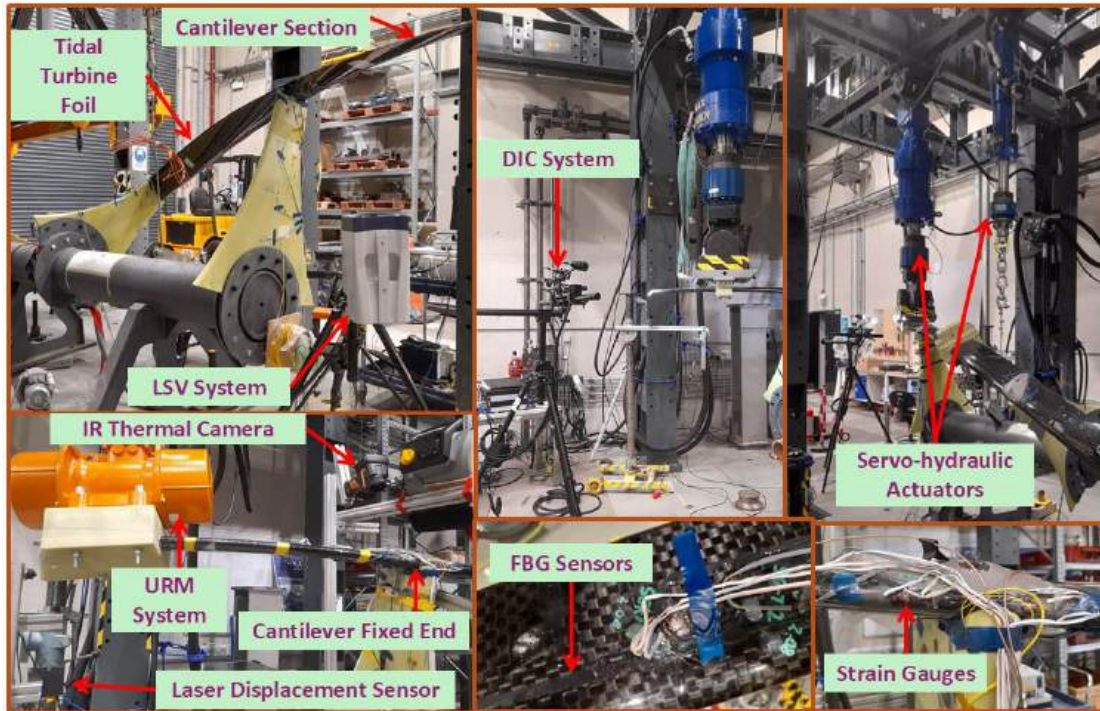 Cantilever Section
Tidal
Turbine
Foil
LSV System
DIC System
Servo-hydraulic
Actuators
IR Thermal Camera
URM
System
Cantilever Fixed End
Laser Displacement Sensor
FBG Sensors
Strain Gauges